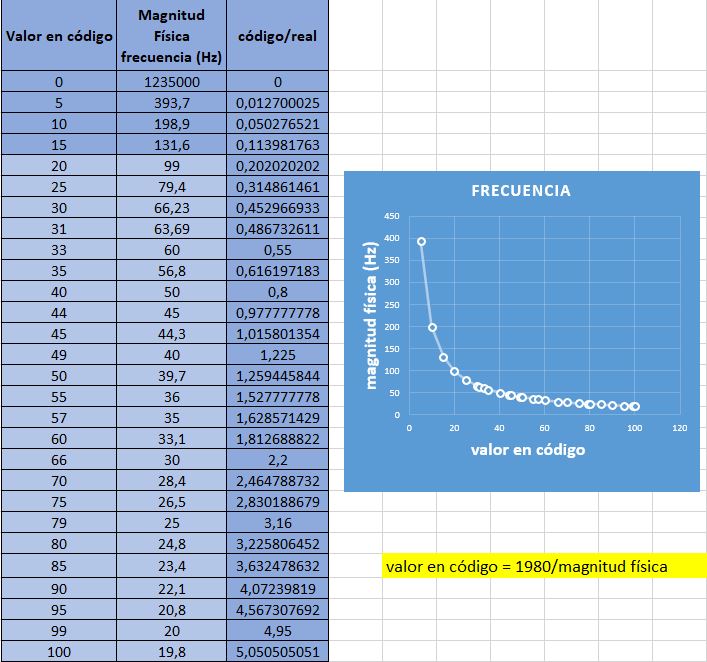 Valor en código Magnitud Física frecuencia (Hz) código/real
0 1235000 0
5 393,7 0,012700025
10 198,9 0,050276521
15 131,6 0,113981763
20 99 0,202020202
25 79,4 0,314861461
30 66,23 0,452966933
31 63,69 0,486732611
33 60 0,55
35 56,8 0,616197183
40 50 0,8
44 45 0,977777778
45 44,3 1,015801354
49 40 1,225
50 39,7 1,259445844
55 36 1,527777778
57 35 1,628571429
60 33,1 1,812688822
66 30 2,2
70 28,4 2,464788732
75 26,5 2,830188679
79 25 3,16
80 24,8 3,225806452
85 23,4 3,632478632
90 22,1 4,07239819
95 20,8 4,567307692
99 20 4,95
100 19,8 5,050505051
FRECUENCIA
magnitud física (Hz)
450
400
350
300
250
200
150
100
50
0
0 20 40 60 80 100 120
valor en código
valor en código = 1980/magnitud física